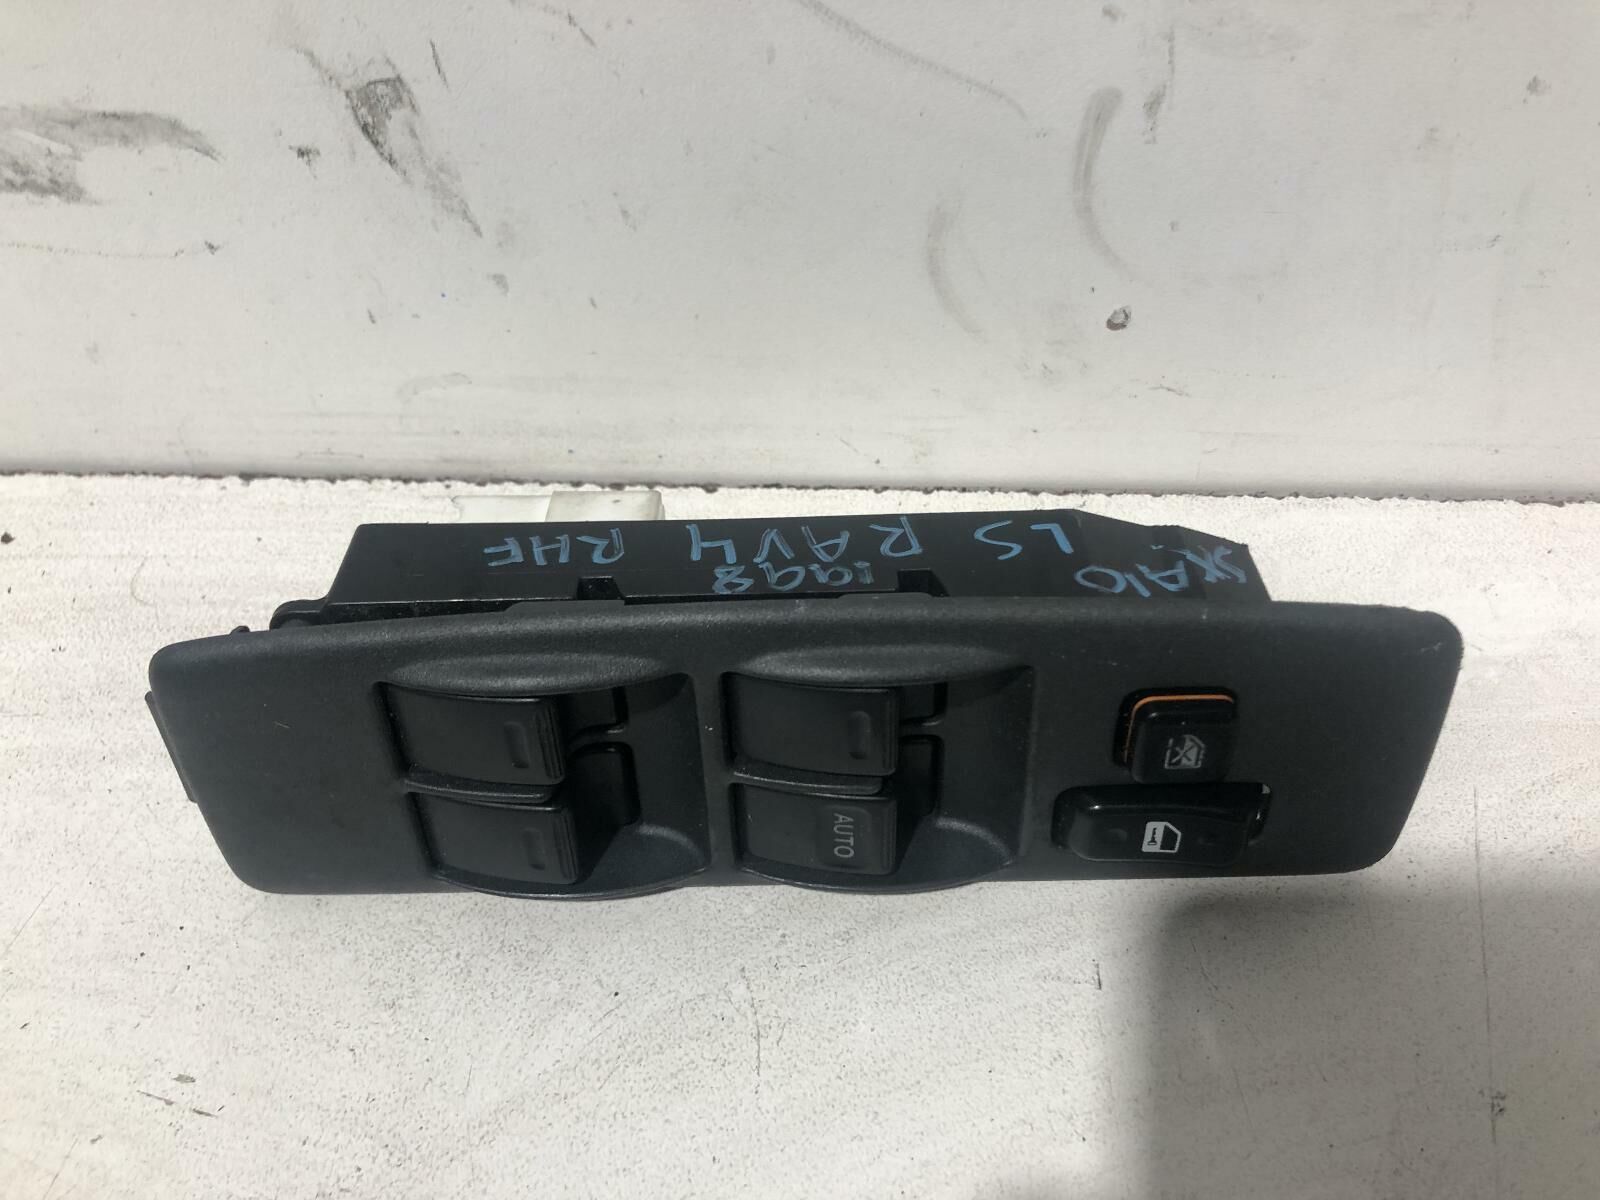 SXA10 1998
LS RAV4 RHF
AUTO